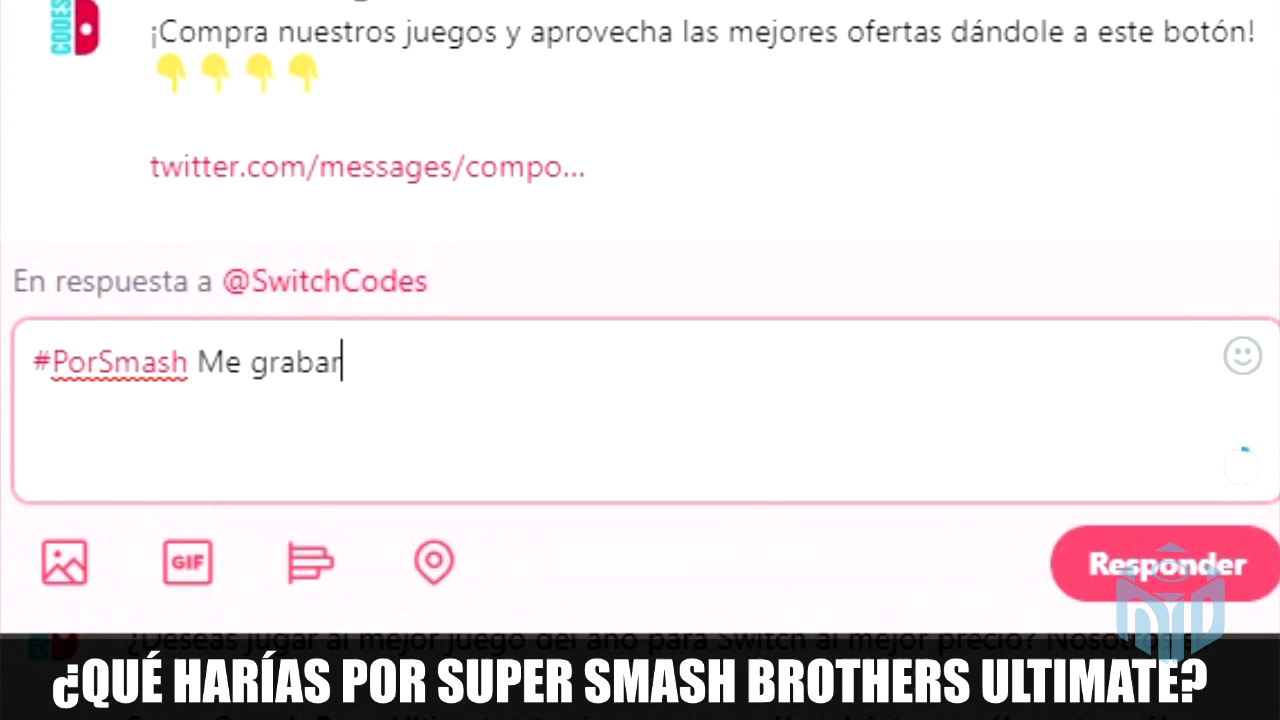 CODES
¡Compra nuestros juegos y aprovecha las mejores ofertas dándole a este botón!
twitter.com/messages/compo...
En respuesta a @SwitchCodes
#PorSmash Me grabar
GIF
Responder
¿Deseas jugar al mejor juego del año para Switch al mejor precio?
¿QUÉ HARÍAS POR SUPER SMASH BROTHERS ULTIMATE?